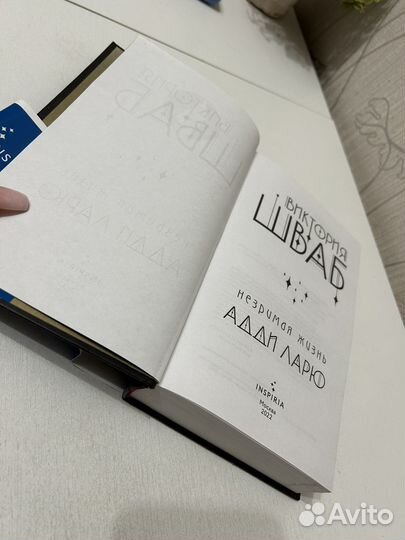 ВИКТОРИЯ
ШВАБ
незримая жизнь
АДДИ ЛАРЮ
INSPIRIA
Москва
2022
Avito